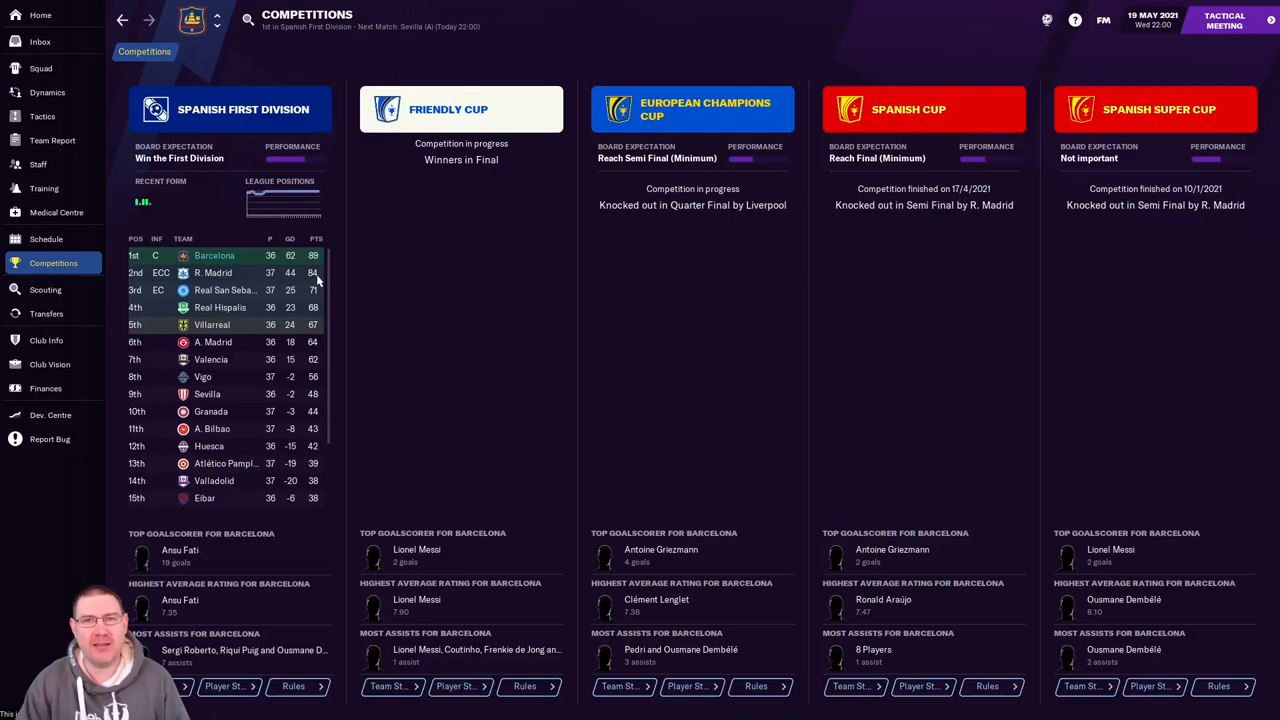 Home
COMPETITIONS
1st in Spanish First Division - Next Match: Sevilla (A) (Today 22:00)
FM
19 MAY 2021
Wed 22:00
TACTICAL
MEETING
Inbox
Competitions
Squad
Dynamics
Tactics
Team Report
Staff
Training
Medical Centre
Schedule
Competitions
Scouting
Transfers
Club Info
Club Vision
Finances
Dev. Centre
Report Bug
SPANISH FIRST DIVISION
BOARD EXPECTATION PERFORMANCE
Win the First Division
RECENT FORM LEAGUE POSITIONS
POS INF TEAM P GD PTS
1st C Barcelona 36 62 89
2nd ECC R. Madrid 37 44 84
3rd EC Real San Seba... 37 25 71
4th Real Hispalis 36 23 68
5th Villarreal 36 24 67
6th A. Madrid 36 18 64
7th Valencia 36 15 62
8th Vigo 37 -2 56
9th Sevilla 36 -2 48
10th Granada 37 -3 44
11th A. Bilbao 37 -8 43
12th Huesca 36 -15 42
13th Atlético Pampl... 37 -19 39
14th Valladolid 37 -20 38
15th Eibar 36 -6 38
TOP GOALSCORER FOR BARCELONA
Ansu Fati
19 goals
HIGHEST AVERAGE RATING FOR BARCELONA
Ansu Fati
7.35
MOST ASSISTS FOR BARCELONA
Sergi Roberto, Riqui Puig and Ousmane D...
7 assists
Player St...
Rules
FRIENDLY CUP
Competition in progress
Winners in Final
TOP GOALSCORER FOR BARCELONA
Lionel Messi
2 goals
HIGHEST AVERAGE RATING FOR BARCELONA
Lionel Messi
7.90
MOST ASSISTS FOR BARCELONA
Lionel Messi, Coutinho, Frenkie de Jong an...
1 assist
Team St...
Player St...
Rules
EUROPEAN CHAMPIONS
CUP
BOARD EXPECTATION PERFORMANCE
Reach Semi Final (Minimum)
Competition in progress
Knocked out in Quarter Final by Liverpool
TOP GOALSCORER FOR BARCELONA
Antoine Griezmann
4 goals
HIGHEST AVERAGE RATING FOR BARCELONA
Clément Lenglet
7.38
MOST ASSISTS FOR BARCELONA
Pedri and Ousmane Dembélé
3 assists
Team St...
Player St...
Rules
SPANISH CUP
BOARD EXPECTATION PERFORMANCE
Reach Final (Minimum)
Competition finished on 17/4/2021
Knocked out in Semi Final by R. Madrid
TOP GOALSCORER FOR BARCELONA
Antoine Griezmann
2 goals
HIGHEST AVERAGE RATING FOR BARCELONA
Ronald Araújo
7.47
MOST ASSISTS FOR BARCELONA
8 Players
1 assist
Team St...
Player St...
Rules
SPANISH SUPER CUP
BOARD EXPECTATION PERFORMANCE
Not important
Competition finished on 10/1/2021
Knocked out in Semi Final by R. Madrid
TOP GOALSCORER FOR BARCELONA
Lionel Messi
2 goals
HIGHEST AVERAGE RATING FOR BARCELONA
Ousmane Dembélé
8.10
MOST ASSISTS FOR BARCELONA
Ousmane Dembélé
2 assists
Team St...
Player St...
Rules
This is